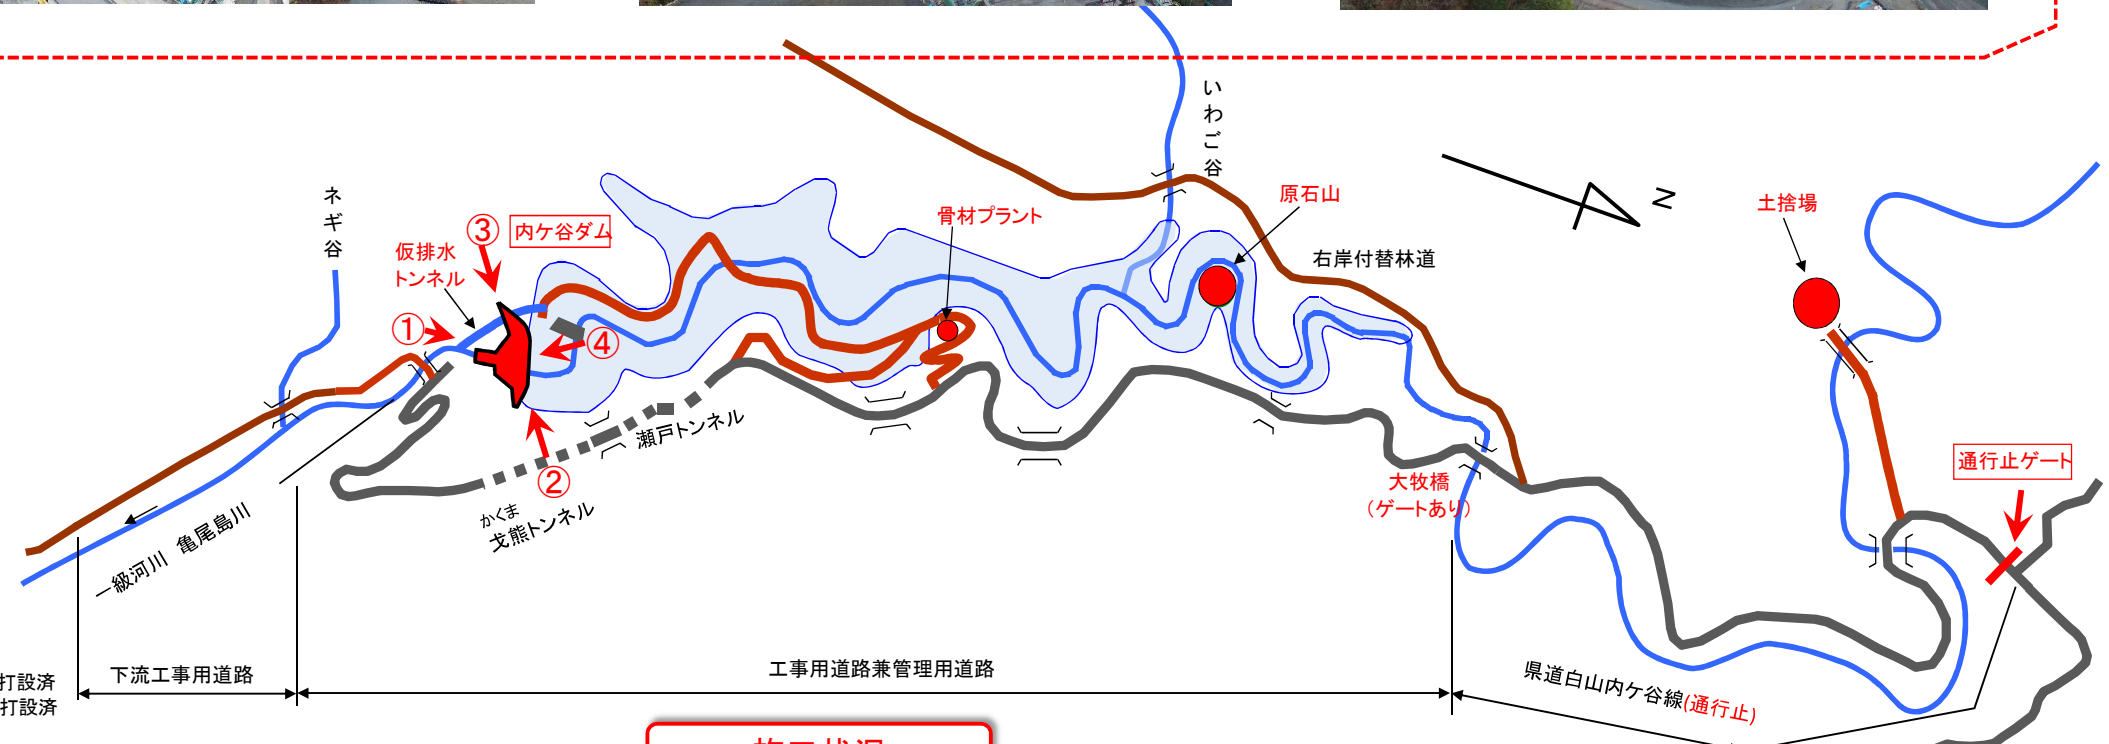 いわご谷
ネギ谷
③
内ケ谷ダム
仮排水
トンネル
骨材プラント
原石山
右岸付替林道
N
土捨場
①
④
②
瀬戸トンネル
かくま
戈熊トンネル
大牧橋
（ゲートあり）
通行止ゲート
一級河川 亀尾島川
打設済
打設済
下流工事用道路
工事用道路兼管理用道路
県道白山内ケ谷線(通行止)